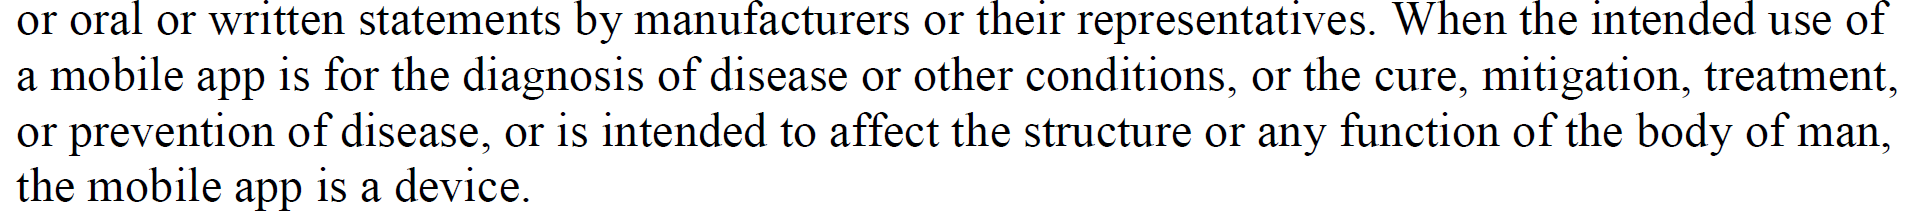 or oral or written statements by manufacturers or their representatives. When the intended use of
a mobile app is for the diagnosis of disease or other conditions, or the cure, mitigation, treatment,
or prevention of disease, or is intended to affect the structure or any function of the body of man,
the mobile app is a device.